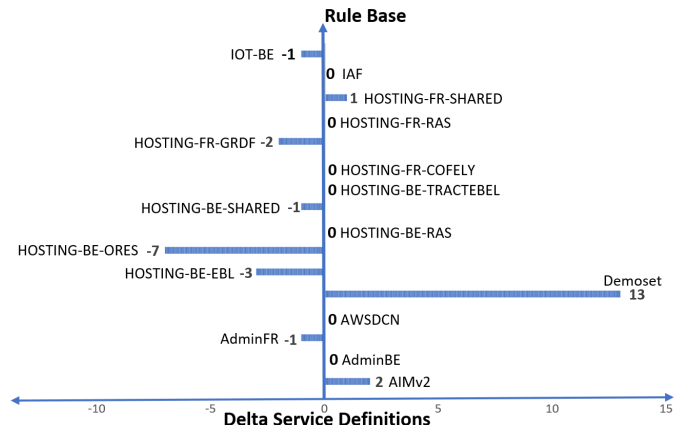 Rule Base
IOT-BE -1
0 IAF
1 HOSTING-FR-SHARED
0 HOSTING-FR-RAS
HOSTING-FR-GRDF -2
0 HOSTING-FR-COFELY
0 HOSTING-BE-TRACTEBEL
HOSTING-BE-SHARED -1
0 HOSTING-BE-RAS
HOSTING-BE-ORES -7
HOSTING-BE-EBL -3
Demoset
13
0 AWSDCN
AdminFR -1
0 AdminBE
2 AIMv2
-10 -5 0 5 10 15
Delta Service Definitions